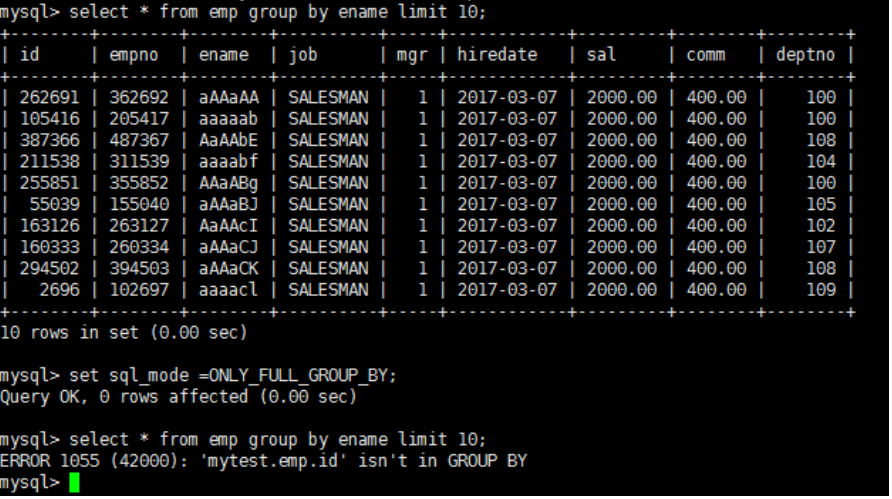 mysql> select * from emp group by ename limit 10;
+--------+--------+--------+----------+-----+------------+---------+--------+--------+
| id     | empno  | ename  | job      | mgr | hiredate   | sal     | comm   | deptno |
+--------+--------+--------+----------+-----+------------+---------+--------+--------+
| 262691 | 362692 | aAAaAA | SALESMAN |   1 | 2017-03-07 | 2000.00 | 400.00 |    100 |
| 105416 | 205417 | aaaaab | SALESMAN |   1 | 2017-03-07 | 2000.00 | 400.00 |    100 |
| 387366 | 487367 | AaAAbE | SALESMAN |   1 | 2017-03-07 | 2000.00 | 400.00 |    108 |
| 211538 | 311539 | aaaabf | SALESMAN |   1 | 2017-03-07 | 2000.00 | 400.00 |    104 |
| 255851 | 355852 | AAaABg | SALESMAN |   1 | 2017-03-07 | 2000.00 | 400.00 |    100 |
|  55039 | 155040 | aAAaBJ | SALESMAN |   1 | 2017-03-07 | 2000.00 | 400.00 |    105 |
| 163126 | 263127 | AaAAcI | SALESMAN |   1 | 2017-03-07 | 2000.00 | 400.00 |    102 |
| 160333 | 260334 | aAAaCJ | SALESMAN |   1 | 2017-03-07 | 2000.00 | 400.00 |    107 |
| 294502 | 394503 | aAAaCK | SALESMAN |   1 | 2017-03-07 | 2000.00 | 400.00 |    108 |
|   2696 | 102697 | aaaacl | SALESMAN |   1 | 2017-03-07 | 2000.00 | 400.00 |    109 |
+--------+--------+--------+----------+-----+------------+---------+--------+--------+
10 rows in set (0.00 sec)
mysql> set sql_mode =ONLY_FULL_GROUP_BY;
Query OK, 0 rows affected (0.00 sec)
mysql> select * from emp group by ename limit 10;
ERROR 1055 (42000): 'mytest.emp.id' isn't in GROUP BY
mysql>